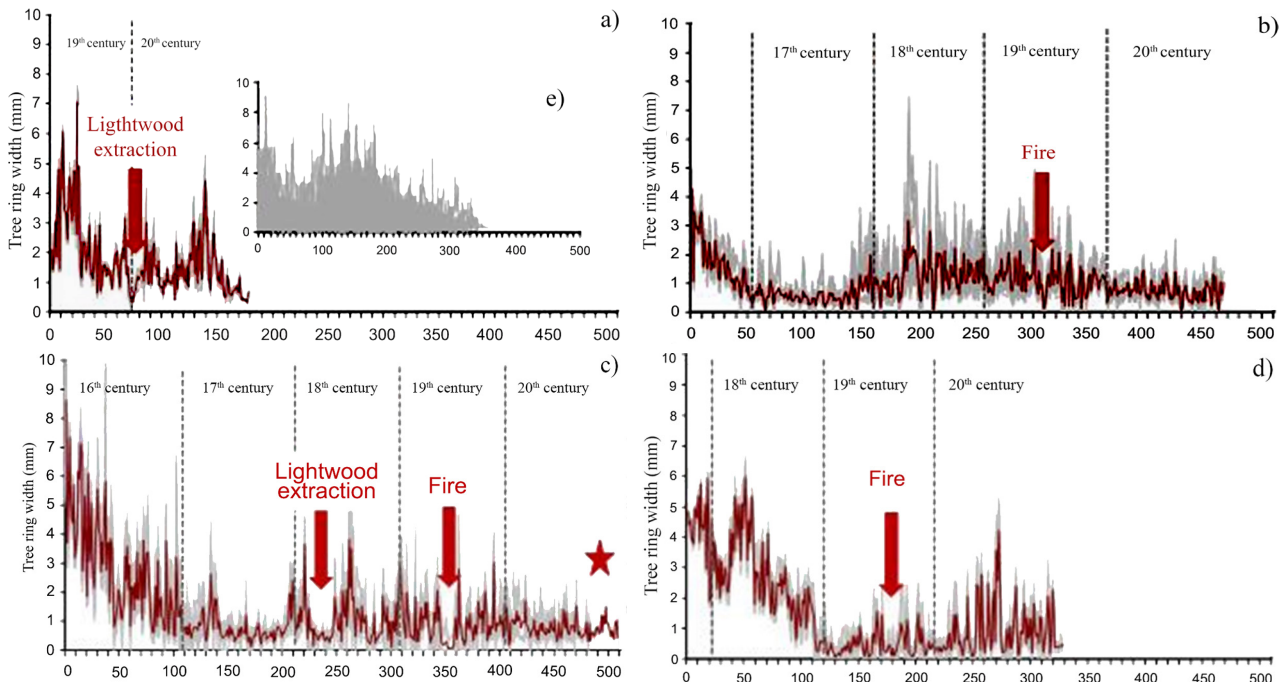 a)
10
9
8
7
6
5
4
3
2
1
0
Tree ring width (mm)
19th century
20th century
Ligthtwood
extraction
0 50 100 150 200 250 300 350 400 450 500
e)
10
8
6
4
2
0
0 100 200 300 400 500
b)
10
9
8
7
6
5
4
3
2
1
0
Tree ring width (mm)
17th century
18th century
19th century
20th century
Fire
0 50 100 150 200 250 300 350 400 450 500
c)
10
9
8
7
6
5
4
3
2
1
0
Tree ring width (mm)
16th century
17th century
18th century
19th century
20th century
Lightwood
extraction
Fire
0 50 100 150 200 220 300 350 400 450 500
d)
10
9
8
7
6
5
4
3
2
1
0
Tree ring width (mm)
18th century
19th century
20th century
Fire
0 50 100 150 200 250 300 350 400 450 500